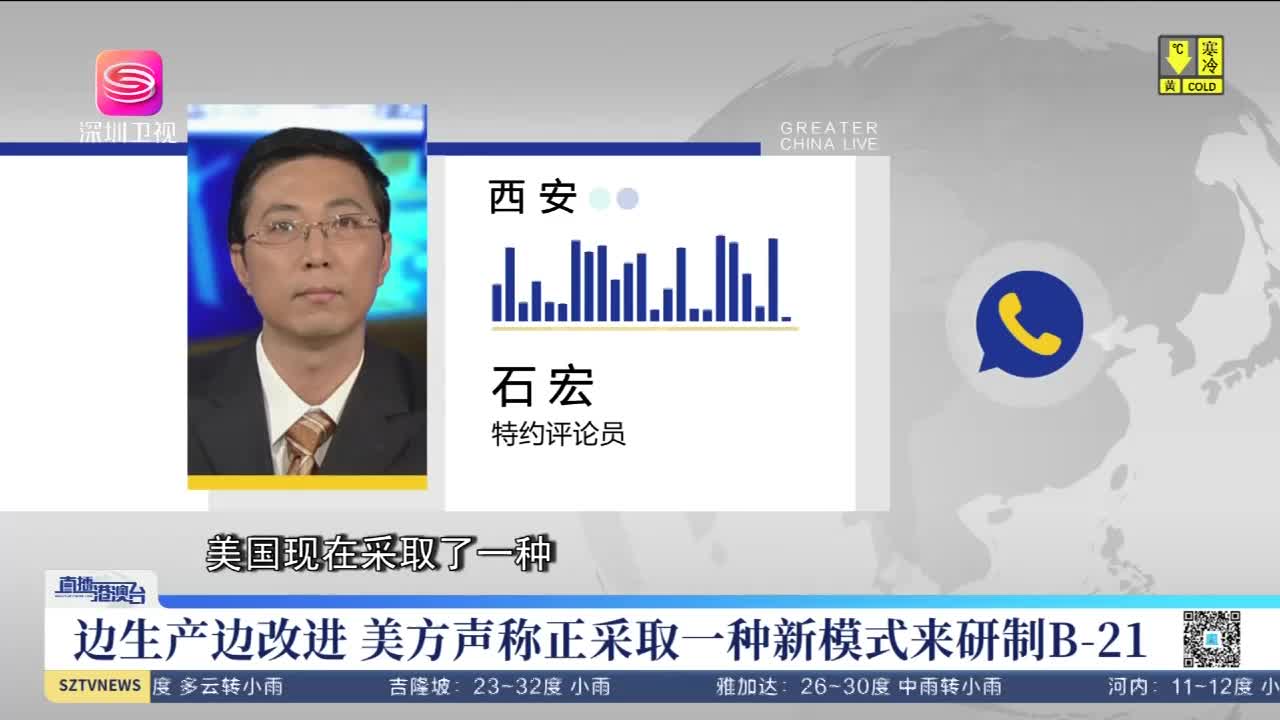 ℃
寒冷
黄 COLD
深圳卫视
GREATER
CHINA LIVE
西安
石宏
特约评论员
美国现在采取了一种
直播港澳台
边生产边改进 美方声称正采取一种新模式来研制B-21
SZTVNEWS 度 多云转小雨 吉隆坡：23~32度 小雨 雅加达：26~30度 中雨转小雨 河内：11~12度 小